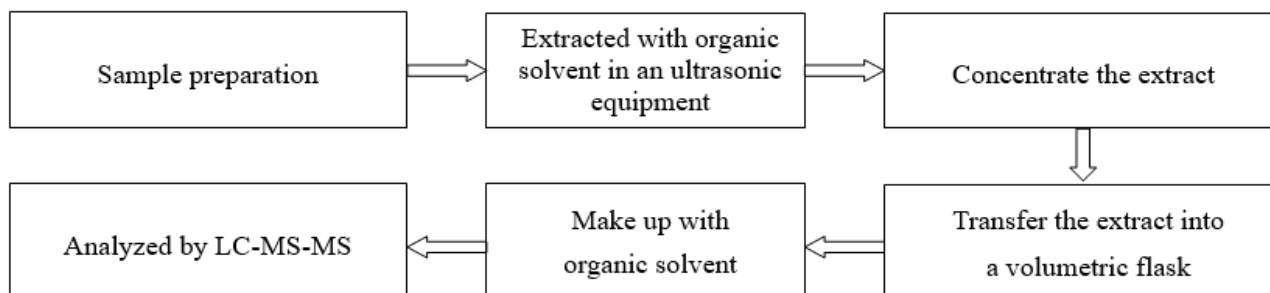 Sample preparation
Extracted with organic
solvent in an ultrasonic
equipment
Concentrate the extract
Transfer the extract into
a volumetric flask
Make up with
organic solvent
Analyzed by LC-MS-MS